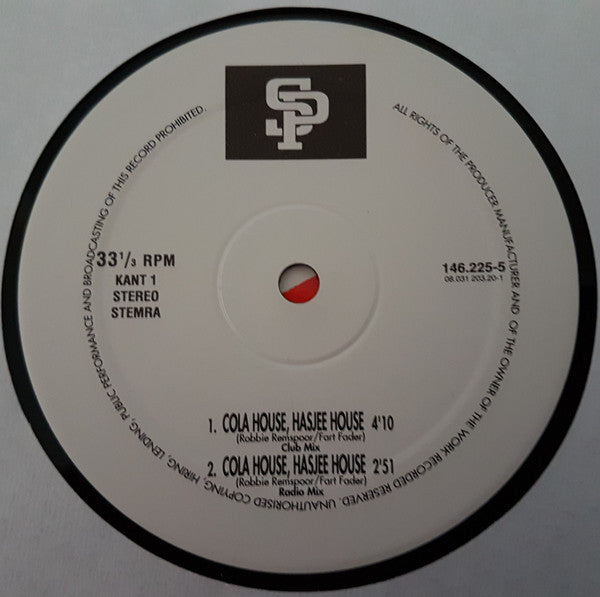 SP
ALL RIGHTS OF THE PRODUCER MANUFACTURER AND OF THE OWNER OF THE WORK RECORDED RESERVED. UNAUTHORISED COPYING, HIRING, LENDING, PUBLIC PERFORMANCE AND BROADCASTING OF THIS RECORD PROHIBITED.
33 1/3 RPM
KANT 1
STEREO
STEMRA
146.225-5
08.031 203.20-1
1. COLA HOUSE, HASJEE HOUSE 4'10
(Robbie Remspoor/Fart Fader)
Club Mix
2. COLA HOUSE, HASJEE HOUSE 2'51
(Robbie Remspoor/Fart Fader)
Radio Mix